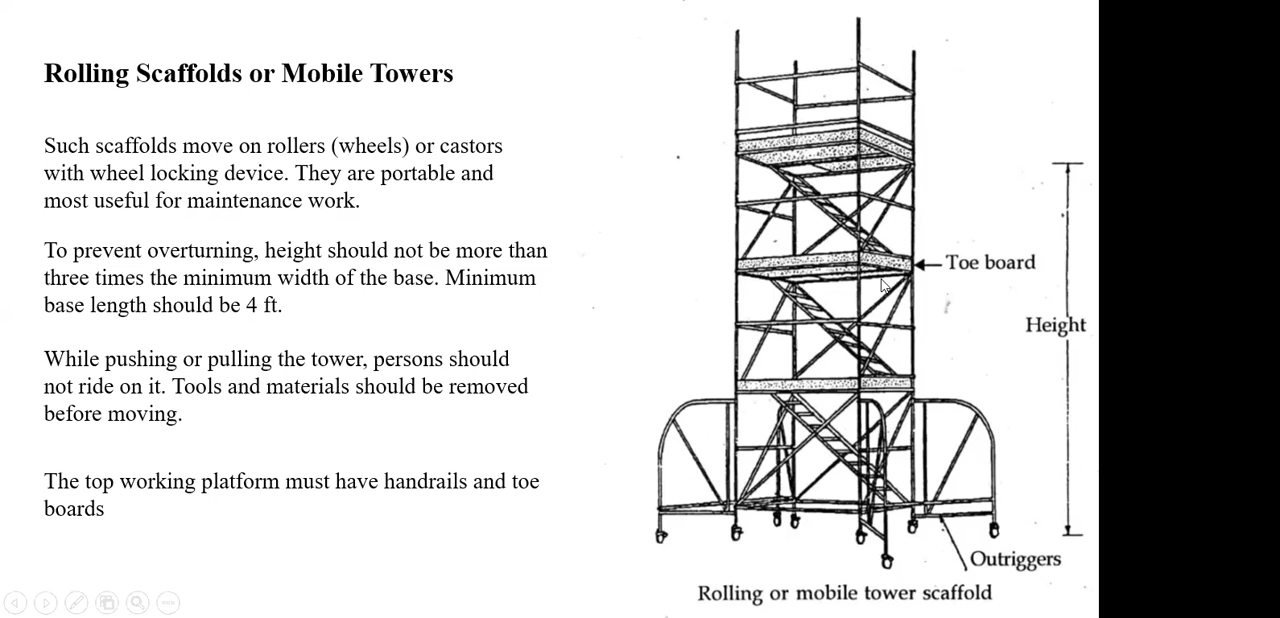 Rolling Scaffolds or Mobile Towers
Such scaffolds move on rollers (wheels) or castors
with wheel locking device. They are portable and
most useful for maintenance work.
To prevent overturning, height should not be more than
three times the minimum width of the base. Minimum
base length should be 4 ft.
While pushing or pulling the tower, persons should
not ride on it. Tools and materials should be removed
before moving.
The top working platform must have handrails and toe
boards
Toe board
Height
Outriggers
Rolling or mobile tower scaffold